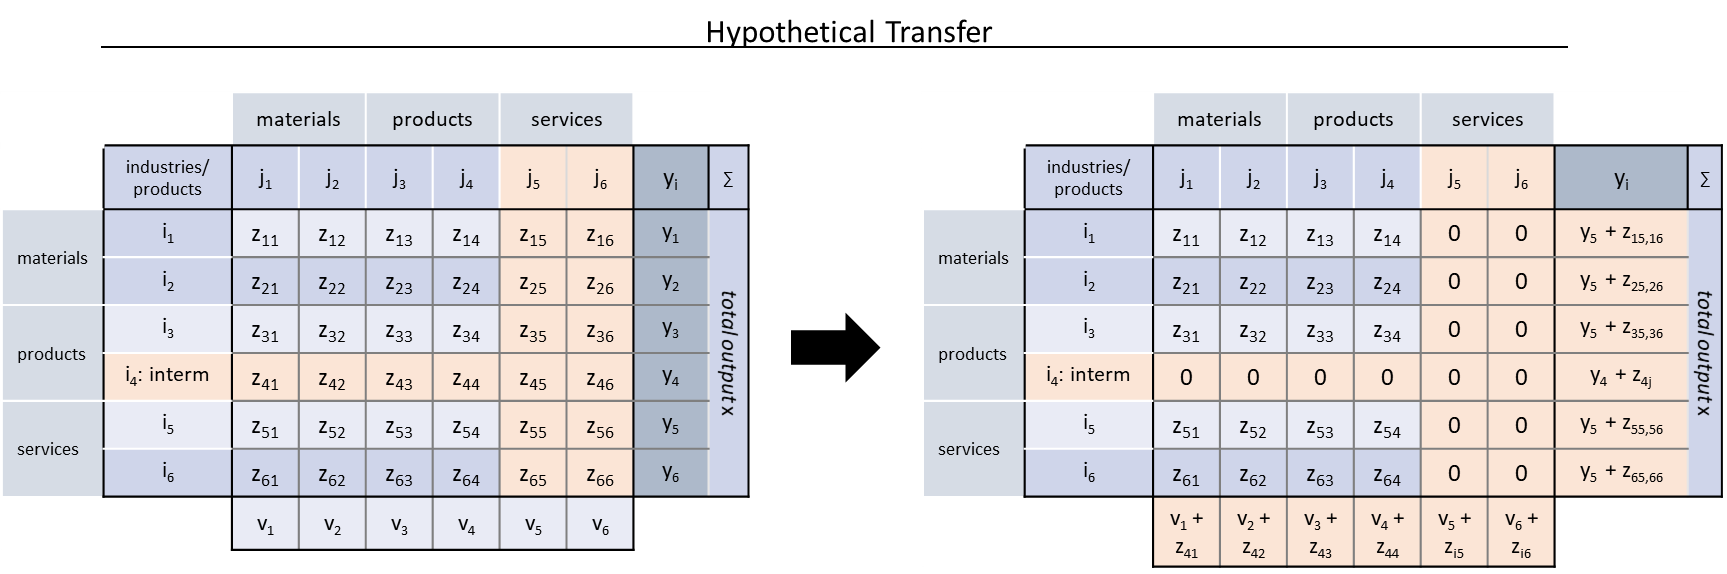 Hypothetical Transfer
materials products services
industries/
products j1 j2 j3 j4 j5 j6 yi Σ
materials
i1 z11 z12 z13 z14 z15 z16 y1
i2 z21 z22 z23 z24 z25 z26 y2
products
i3 z31 z32 z33 z34 z35 z36 y3
i4: interm z41 z42 z43 z44 z45 z46 y4
services
i5 z51 z52 z53 z54 z55 z56 y5
i6 z61 z62 z63 z64 z65 z66 y6
total output x
v1 v2 v3 v4 v5 v6
materials products services
industries/
products j1 j2 j3 j4 j5 j6 yi Σ
materials
i1 z11 z12 z13 z14 0 0 y5 + z15,16
i2 z21 z22 z23 z24 0 0 y5 + z25,26
products
i3 z31 z32 z33 z34 0 0 y5 + z35,36
i4: interm 0 0 0 0 0 0 y4 + z4j
services
i5 z51 z52 z53 z54 0 0 y5 + z55,56
i6 z61 z62 z63 z64 0 0 y5 + z65,66
total output x
v1 + v2 + v3 + v4 + v5 + v6 +
z41 z42 z43 z44 zi5 zi6